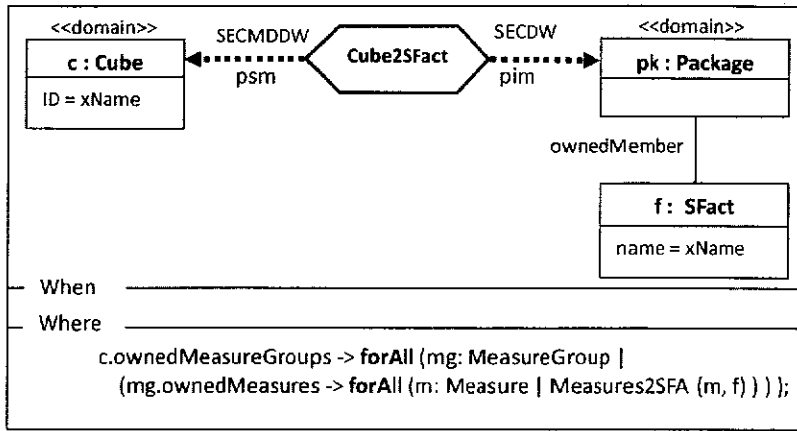 <<domain>>
c : Cube
ID = xName
SECMDDW
psm
Cube2SFact
SECDW
pim
<<domain>>
pk : Package
ownedMember
f : SFact
name = xName
When
Where
c.ownedMeasureGroups -> forAll (mg: MeasureGroup |
(mg.ownedMeasures -> forAll (m: Measure | Measures2SFA (m, f) ) ) );